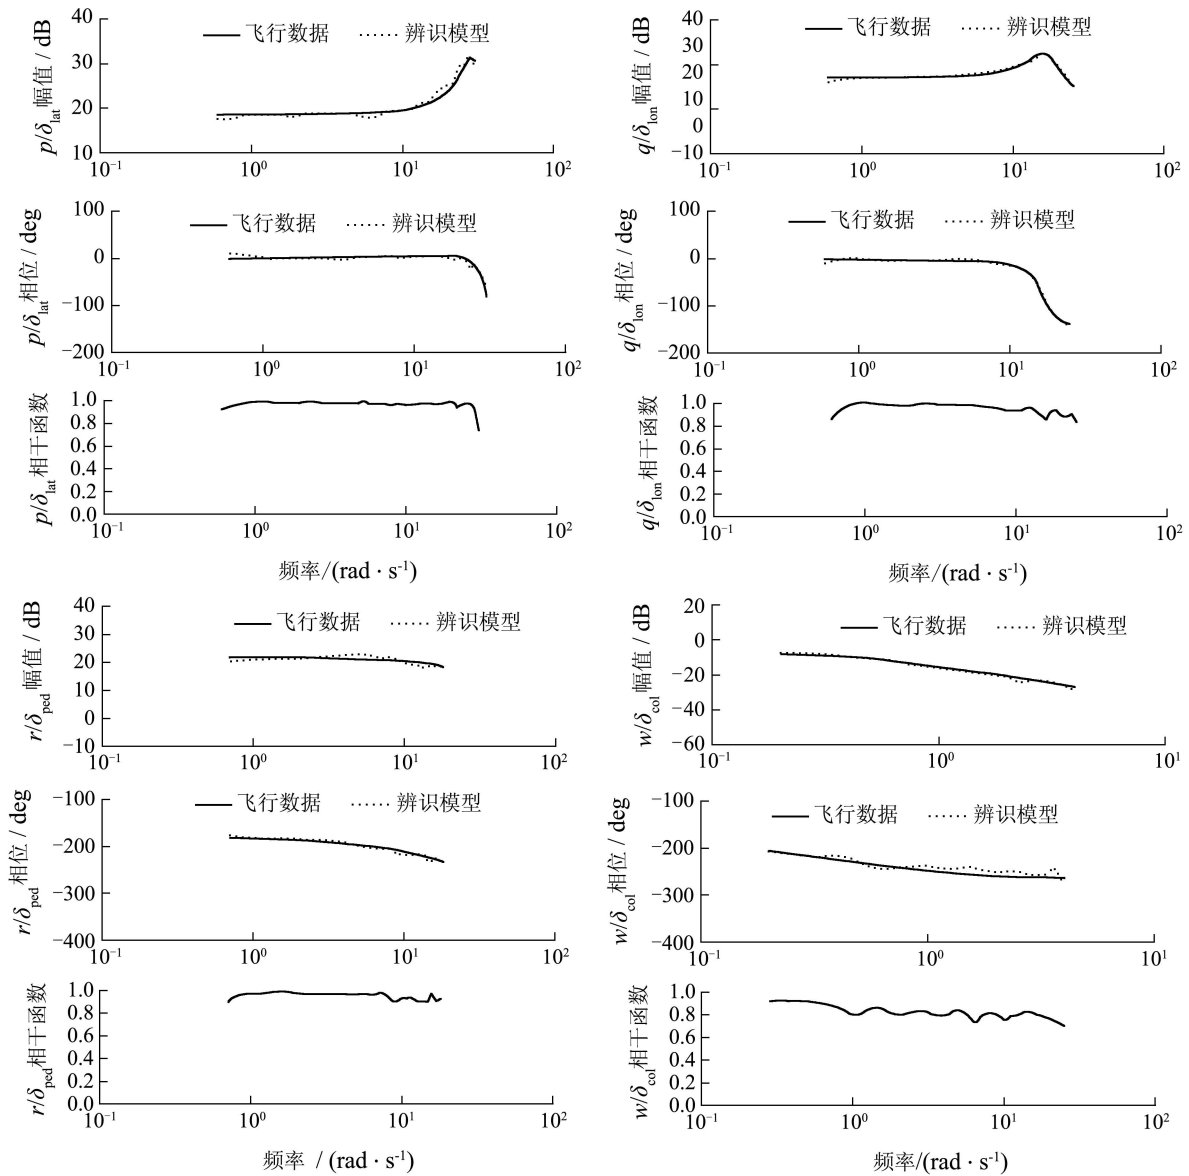 p/δlat幅值 / dB
40
30
20
10
飞行数据 辨识模型
10⁻¹ 10⁰ 10¹ 10²
q/δlon幅值 / dB
40
30
20
10
0
−10
飞行数据 辨识模型
10⁻¹ 10⁰ 10¹ 10²
p/δlat相位 / deg
100
0
−100
−200
飞行数据 辨识模型
10⁻¹ 10⁰ 10¹ 10²
q/δlon相位 / deg
100
0
−100
−200
飞行数据 辨识模型
10⁻¹ 10⁰ 10¹ 10²
p/δlat相干函数
1.0
0.8
0.6
0.4
0.2
0.0
10⁻¹ 10⁰ 10¹ 10²
频率/(rad · s⁻¹)
q/δlon相干函数
1.0
0.8
0.6
0.4
0.2
0.0
10⁻¹ 10⁰ 10¹ 10²
频率/(rad · s⁻¹)
r/δped幅值 / dB
40
30
20
10
0
−10
飞行数据 辨识模型
10⁻¹ 10⁰ 10¹ 10²
w/δcol幅值 / dB
20
0
−20
−40
−60
飞行数据 辨识模型
10⁻¹ 10⁰ 10¹
r/δped相位 / deg
−100
−200
−300
−400
飞行数据 辨识模型
10⁻¹ 10⁰ 10¹ 10²
w/δcol相位 / deg
−100
−200
−300
−400
飞行数据 辨识模型
10⁻¹ 10⁰ 10¹
r/δped相干函数
1.0
0.8
0.6
0.4
0.2
0.0
10⁻¹ 10⁰ 10¹ 10²
频率 / (rad · s⁻¹)
w/δcol相干函数
1.0
0.8
0.6
0.4
0.2
0.0
10⁻¹ 10⁰ 10¹ 10²
频率/(rad · s⁻¹)